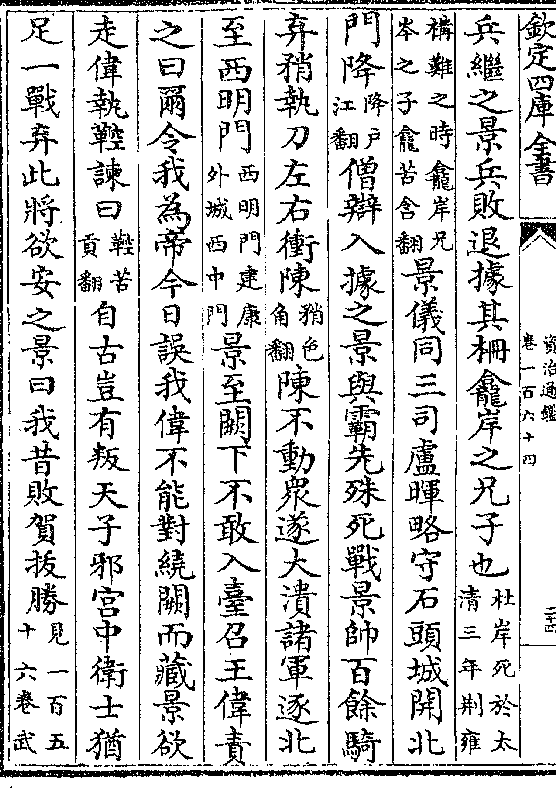 欽定四庫全書
資治通鑑
卷一百六十四
二十四
兵繼之景兵敗退據其柵龕岸之兄子也杜岸死於太清三年荆雍
構難之時龕岸兄岑之子龕苦含翻景儀同三司盧暉略守石頭城開北
門降降户江翻僧辯入據之景與霸先殊死戰景帥百餘騎
弃矟執刀左右衝陳矟色角翻陳不動衆遂大潰諸軍逐北
至西明門西明門建康外城西中門景至闕下不敢入臺召王偉責
之曰爾令我為帝今日誤我偉不能對繞闕而藏景欲
走偉執鞚諫曰鞚苦貢翻自古豈有叛天子邪宮中衛士猶
足一戰弃此將欲安之景曰我昔敗賀拔勝見一百五十六卷武